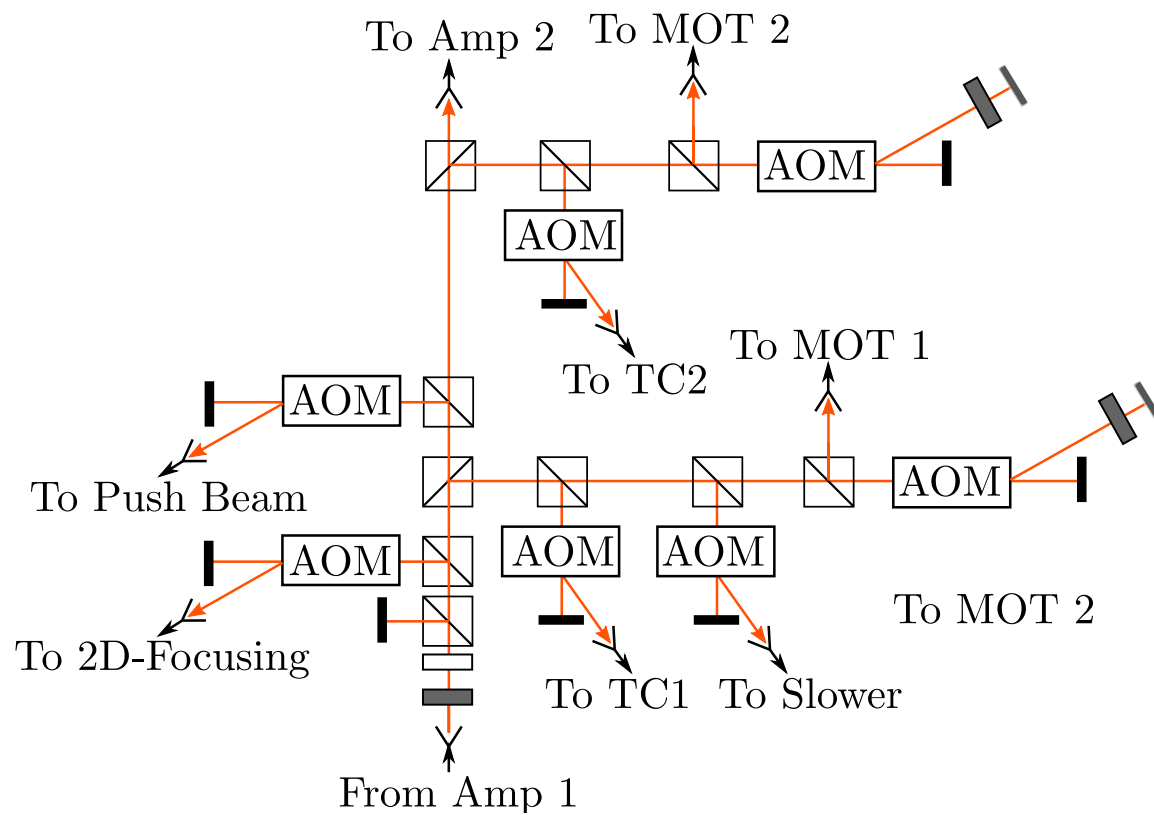 To Amp 2
To MOT 2
AOM
AOM
To TC2
To MOT 1
AOM
To Push Beam
AOM
AOM
AOM
AOM
To MOT 2
To 2D-Focusing
To TC1
To Slower
From Amp 1